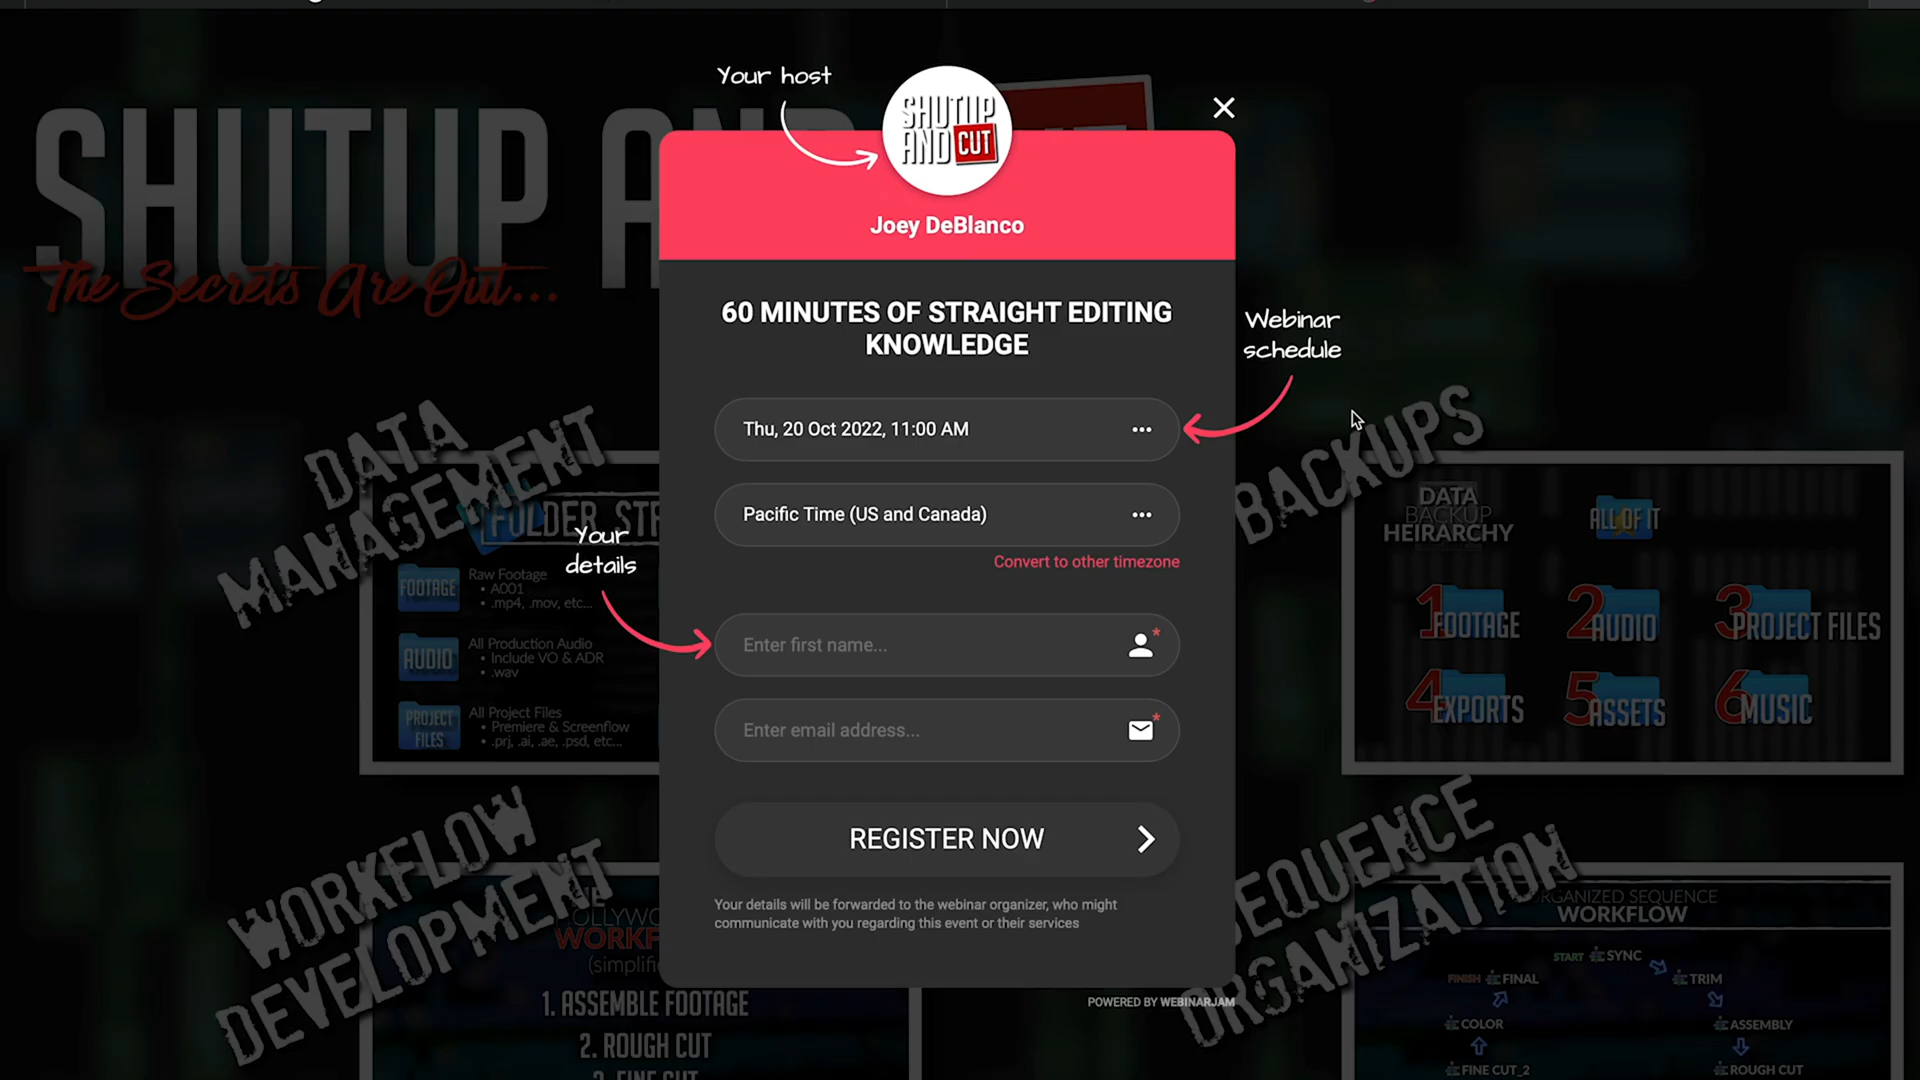 Your host
SHUTUP
AND CUT
SHUTUP A
The Secrets Are Out...
Joey DeBlanco
60 MINUTES OF STRAIGHT EDITING
KNOWLEDGE
Webinar
schedule
Thu, 20 Oct 2022, 11:00 AM
Pacific Time (US and Canada)
Convert to other timezone
Your
details
Enter first name...
Enter email address...
REGISTER NOW
Your details will be forwarded to the webinar organizer, who might
communicate with you regarding this event or their services
POWERED BY WEBINARJAM
DATA
MANAGEMENT
FOLDER STR
FOOTAGE
Raw Footage
• A001
• .mp4, .mov, etc...
AUDIO
All Production Audio
• Include VO & ADR
• .wav
PROJECT
FILES
All Project Files
• Premiere & Screenflow
• .prj, .ai, .ae, .psd, etc...
BACKUPS
DATA
BACKUP
HEIRARCHY
ALL OF IT
1 FOOTAGE
2 AUDIO
3 PROJECT FILES
4 EXPORTS
5 ASSETS
6 MUSIC
WORKFLOW
DEVELOPMENT
(simplifi
1. ASSEMBLE FOOTAGE
2. ROUGH CUT
SEQUENCE
ORGANIZATION
ORGANIZED SEQUENCE
WORKFLOW
START SYNC
FINISH FINAL
TRIM
COLOR
ASSEMBLY
FINE CUT_2
ROUGH CUT